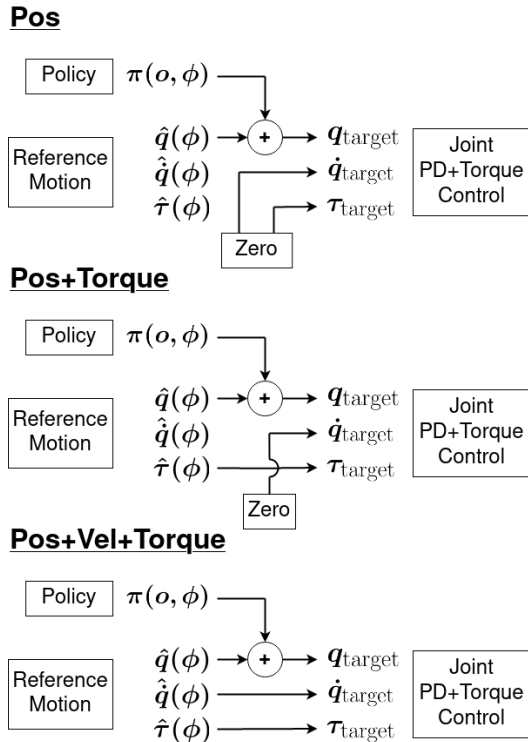 Pos
Policy π(o, ϕ)
q̂(ϕ) + q_target
Reference Motion
q̇̂(ϕ) q̇_target
τ̂(ϕ) τ_target
Joint
PD+Torque
Control
Zero
Pos+Torque
Policy π(o, ϕ)
q̂(ϕ) + q_target
Reference Motion
q̇̂(ϕ) q̇_target
τ̂(ϕ) τ_target
Joint
PD+Torque
Control
Zero
Pos+Vel+Torque
Policy π(o, ϕ)
q̂(ϕ) + q_target
Reference Motion
q̇̂(ϕ) q̇_target
τ̂(ϕ) τ_target
Joint
PD+Torque
Control